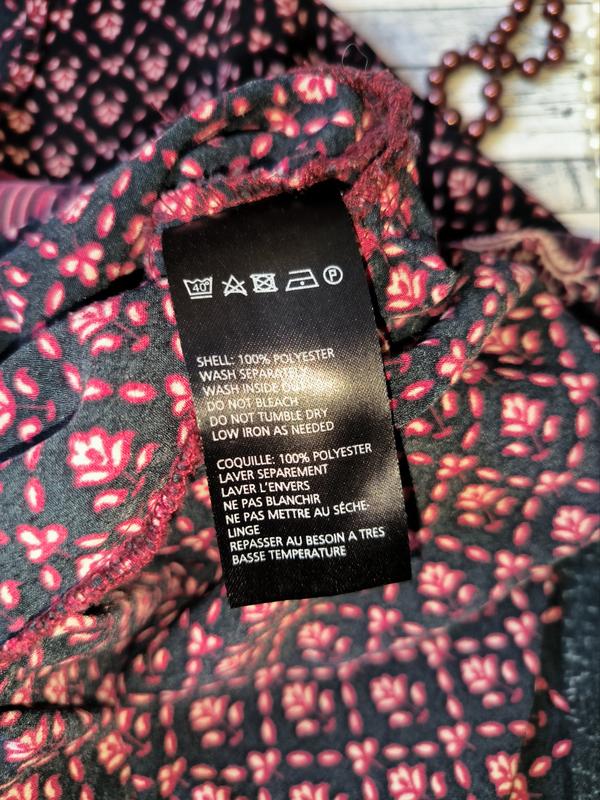 40°
P
SHELL: 100% POLYESTER
WASH SEPARATELY
WASH INSIDE OUT
DO NOT BLEACH
DO NOT TUMBLE DRY
LOW IRON AS NEEDED
COQUILLE: 100% POLYESTER
LAVER SEPAREMENT
LAVER L'ENVERS
NE PAS BLANCHIR
NE PAS METTRE AU SÉCHE-
LINGE
REPASSER AU BESOIN A TRES
BASSE TEMPERATURE